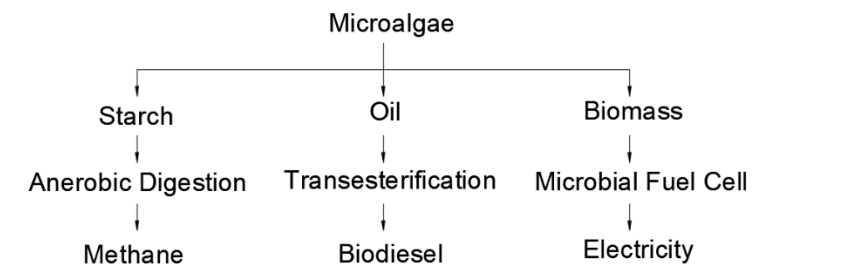 Microalgae
Starch
Oil
Biomass
Anerobic Digestion
Transesterification
Microbial Fuel Cell
Methane
Biodiesel
Electricity